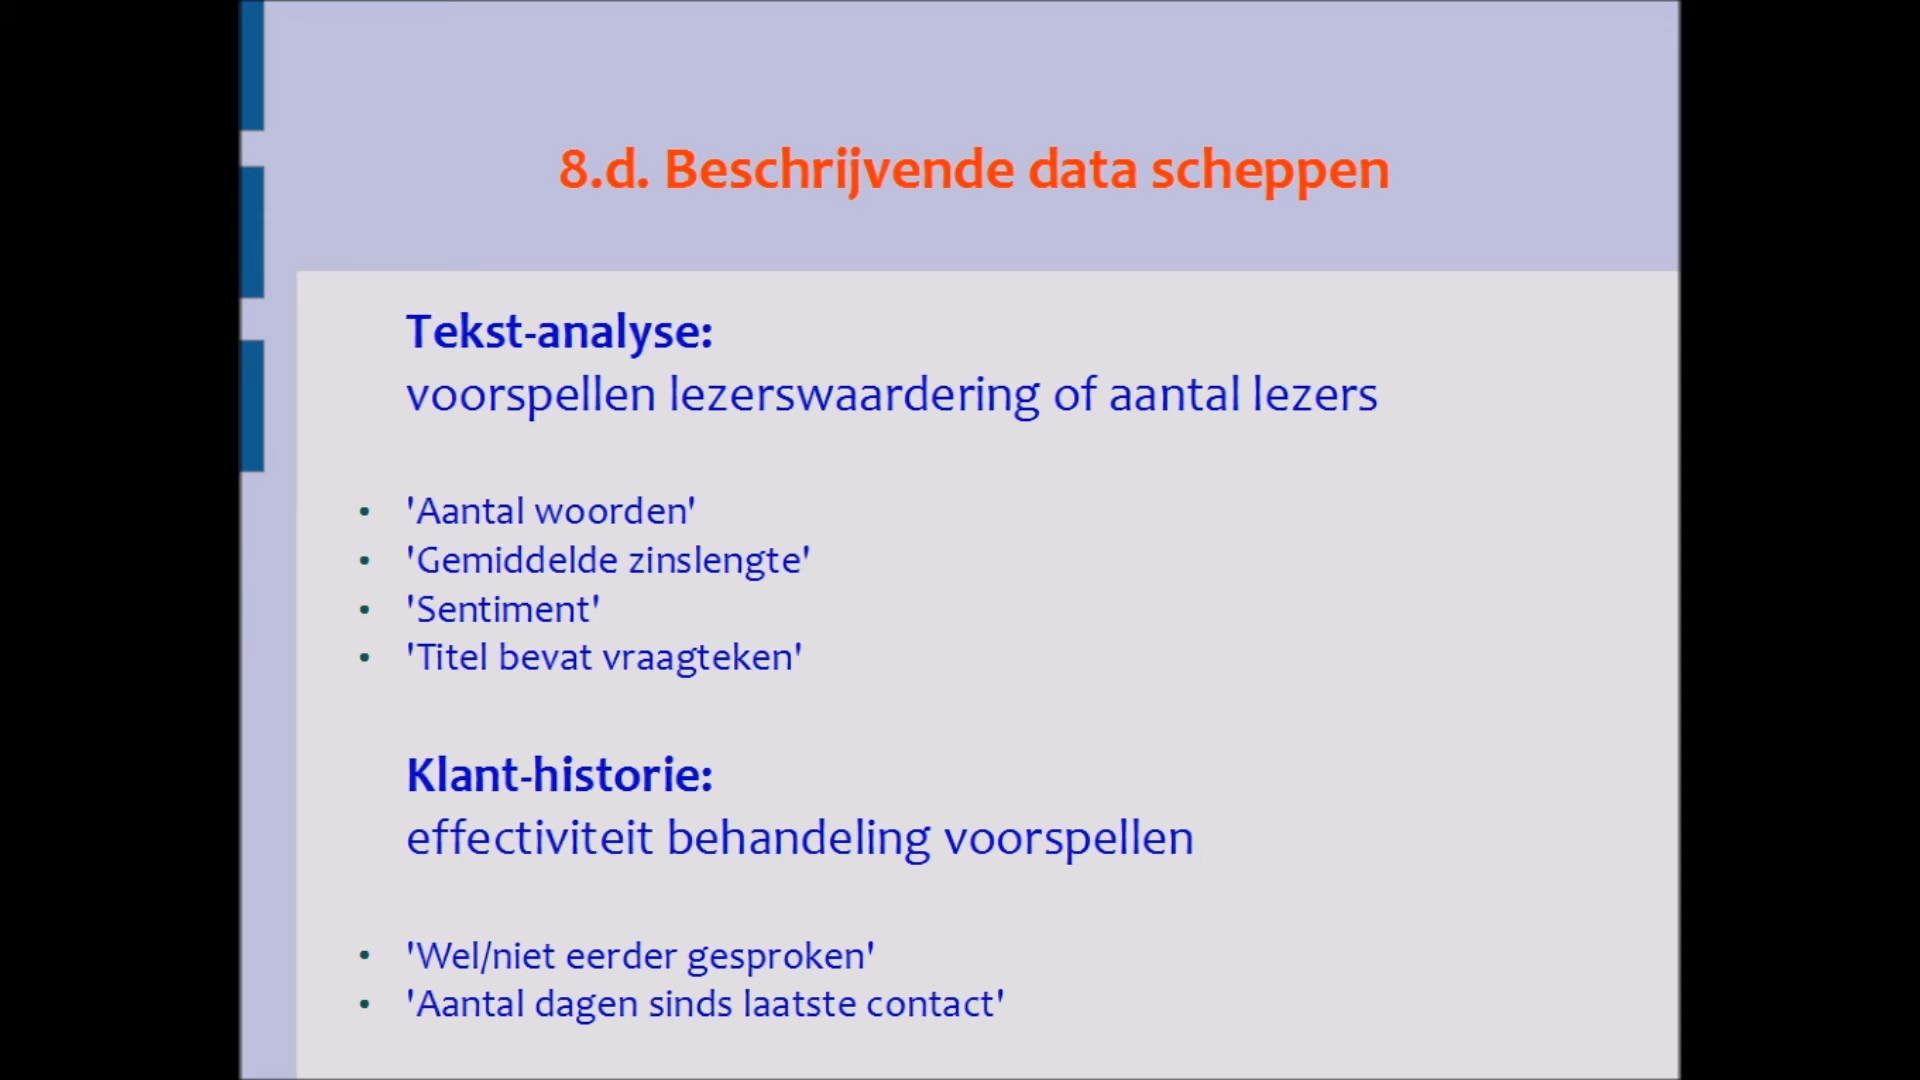 8.d. Beschrijvende data scheppen
Tekst-analyse:
voorspellen lezerswaardering of aantal lezers
• 'Aantal woorden'
• 'Gemiddelde zinslengte'
• 'Sentiment'
• 'Titel bevat vraagteken'
Klant-historie:
effectiviteit behandeling voorspellen
• 'Wel/niet eerder gesproken'
• 'Aantal dagen sinds laatste contact'